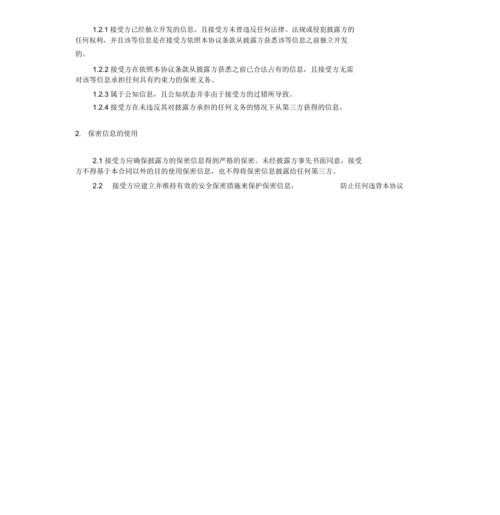 1.2.1接受方已经独立开发的信息，且接受方未曾违反任何法律、法规或侵犯披露方的
任何权利，并且该等信息是在接受方依照本协议条款从披露方获悉该等信息之前独立开发
的。
1.2.2接受方在依照本协议条款从披露方获悉之前已合法占有的信息，且接受方无需
对该等信息承担任何具有约束力的保密义务。
1.2.3属于公知信息，且公知状态并非由于接受方的过错所导致。
1.2.4接受方在未违反其对披露方承担的任何义务的情况下从第三方获得的信息。
2. 保密信息的使用
2.1接受方应确保披露方的保密信息得到严格的保密。未经披露方事先书面同意，接受
方不得基于本合同以外的目的使用保密信息，也不得将保密信息披露给任何第三方。
2.2 接受方应建立并维持有效的安全保密措施来保护保密信息， 防止任何违背本协议